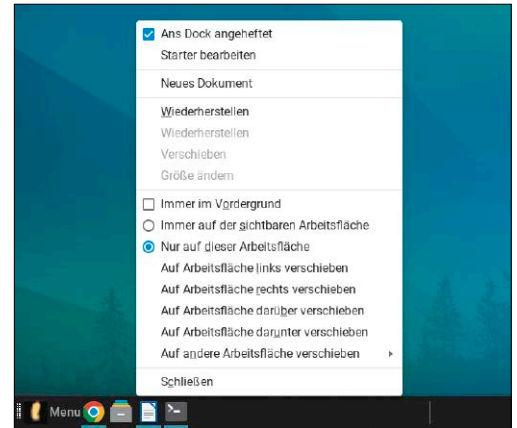 Ans Dock angeheftet
Starter bearbeiten
Neues Dokument
Wiederherstellen
Wiederherstellen
Verschieben
Größe ändern
Immer im Vordergrund
Immer auf der sichtbaren Arbeitsfläche
Nur auf dieser Arbeitsfläche
Auf Arbeitsfläche links verschieben
Auf Arbeitsfläche rechts verschieben
Auf Arbeitsfläche darüber verschieben
Auf Arbeitsfläche darunter verschieben
Auf andere Arbeitsfläche verschieben
Schließen
Menu